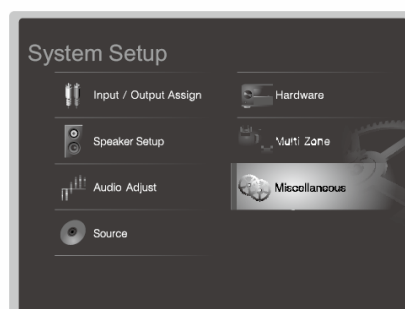 System Setup
Input / Output Assign
Speaker Setup
Audio Adjust
Source
Hardware
Multi Zone
Miscellaneous